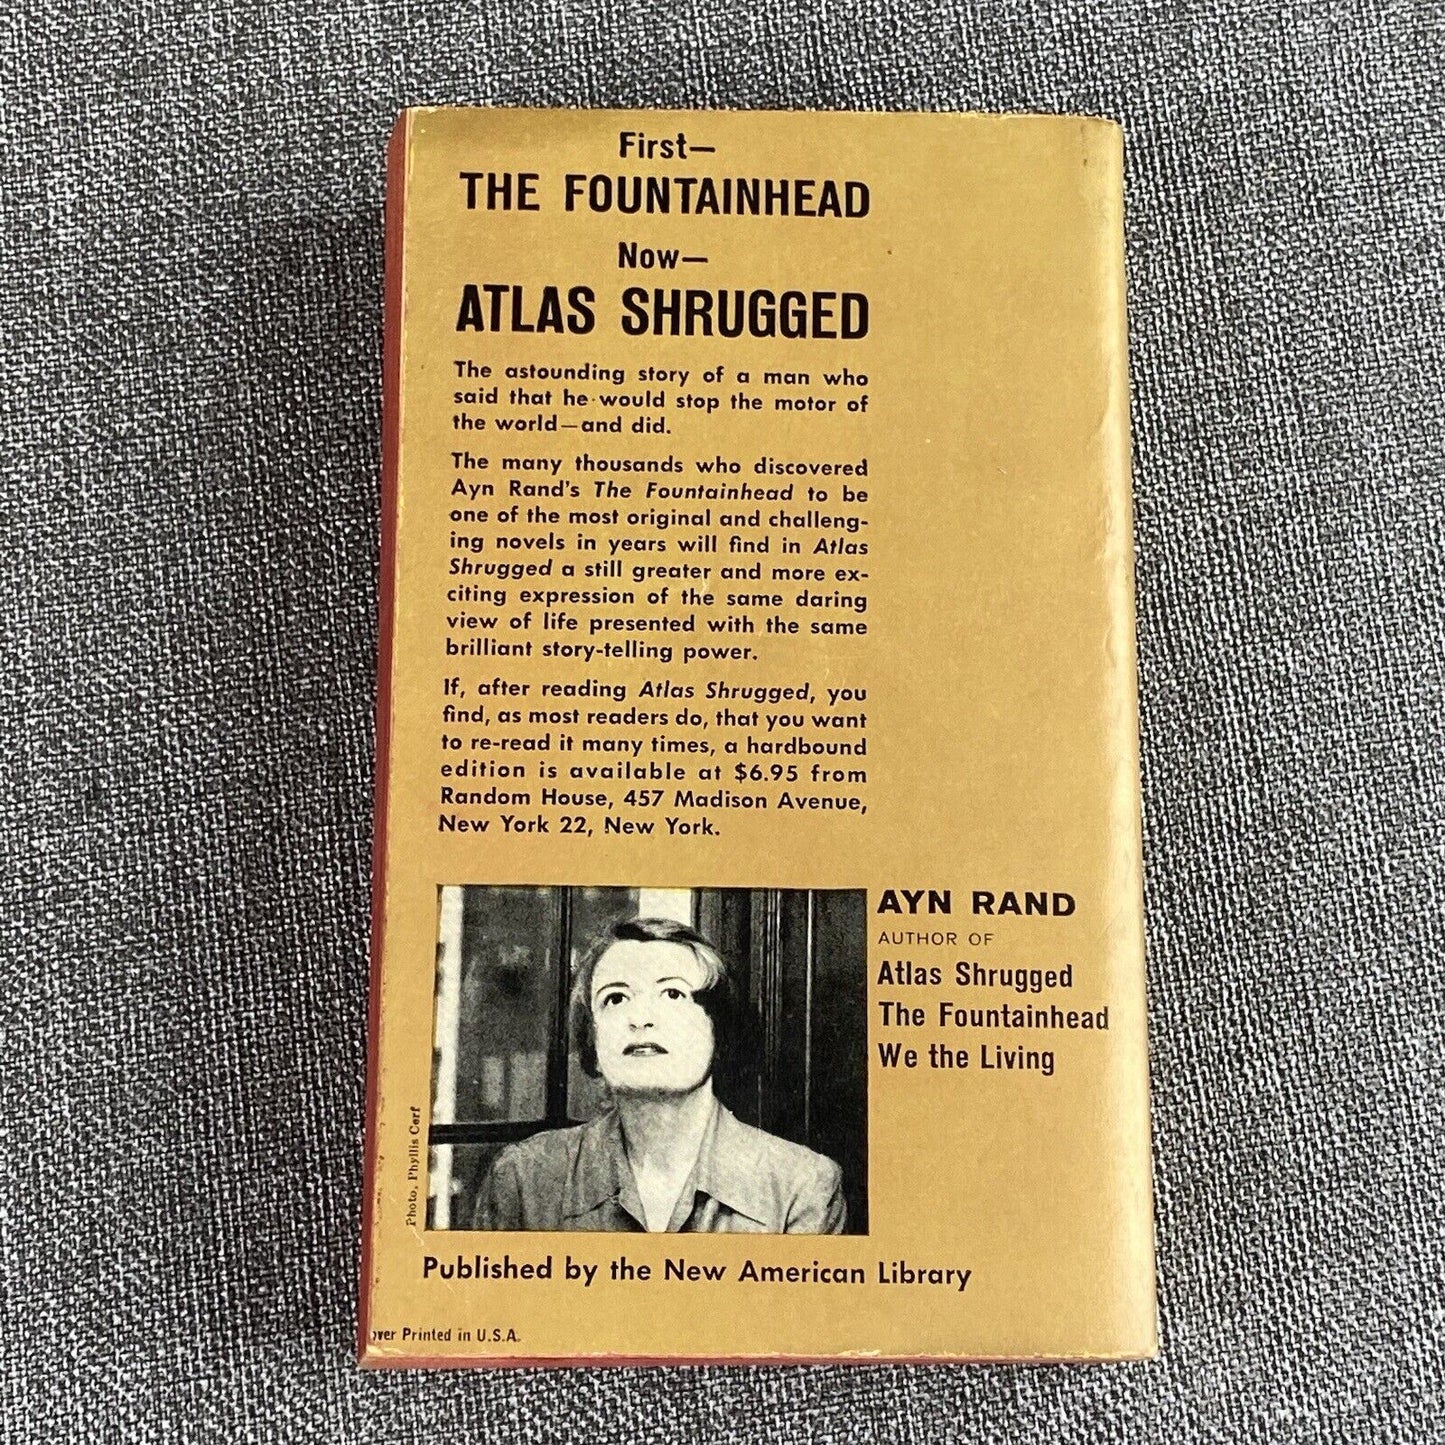 First—
THE FOUNTAINHEAD
Now—
ATLAS SHRUGGED
The astounding story of a man who
said that he would stop the motor of
the world—and did.
The many thousands who discovered
Ayn Rand's The Fountainhead to be
one of the most original and challeng-
ing novels in years will find in Atlas
Shrugged a still greater and more ex-
citing expression of the same daring
view of life presented with the same
brilliant story-telling power.
If, after reading Atlas Shrugged, you
find, as most readers do, that you want
to re-read it many times, a hardbound
edition is available at $6.95 from
Random House, 457 Madison Avenue,
New York 22, New York.
AYN RAND
AUTHOR OF
Atlas Shrugged
The Fountainhead
We the Living
Photo, Phyllis Cerf
Published by the New American Library
over Printed in U.S.A.